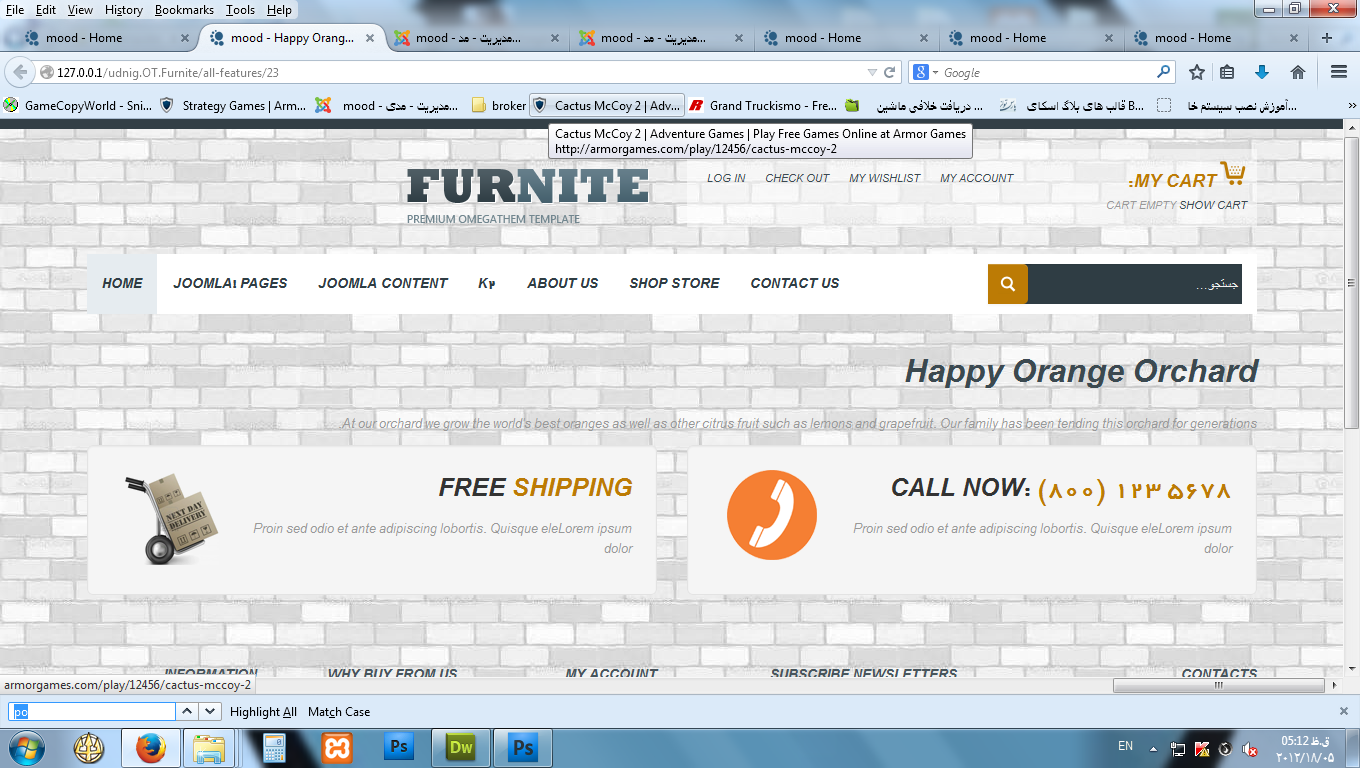 File Edit View History Bookmarks Tools Help
mood - Home
mood - Happy Orang...
مدیریت - مد - mood...
مدیریت - مد - mood...
mood - Home
mood - Home
mood - Home
127.0.0.1/udnig.OT.Furnite/all-features/23
Google
GameCopyWorld - Sni...
Strategy Games | Arm...
مدیریت - مدی - mood...
broker
Cactus McCoy 2 | Adv...
Grand Truckismo - Fre...
دریافت خلافی ماشین ...
قالب های بلاگ اسکای B...
آموزش نصب سیستم خا...
Cactus McCoy 2 | Adventure Games | Play Free Games Online at Armor Games
http://armorgames.com/play/12456/cactus-mccoy-2
FURNITE
PREMIUM OMEGATHEM TEMPLATE
LOG IN CHECK OUT MY WISHLIST MY ACCOUNT
:MY CART
CART EMPTY SHOW CART
HOME JOOMLA۱ PAGES JOOMLA CONTENT K۲ ABOUT US SHOP STORE CONTACT US
جستجو...
Happy Orange Orchard
.At our orchard we grow the world's best oranges as well as other citrus fruit such as lemons and grapefruit. Our family has been tending this orchard for generations
NEXT DAY DELIVERY
FREE SHIPPING
Proin sed odio et ante adipiscing lobortis. Quisque eleLorem ipsum
dolor
CALL NOW: (۸۰۰) ۱۲۳ ۵۶۷۸
Proin sed odio et ante adipiscing lobortis. Quisque eleLorem ipsum
dolor
INFORMATION WHY BUY FROM US MY ACCOUNT SUBSCRIBE NEWSLETTERS CONTACTS
armorgames.com/play/12456/cactus-mccoy-2
po
Highlight All Match Case
Ps
Dw
Ps
EN
05:12 ق.ظ
۲۰۱۲/۱۸/۰۵